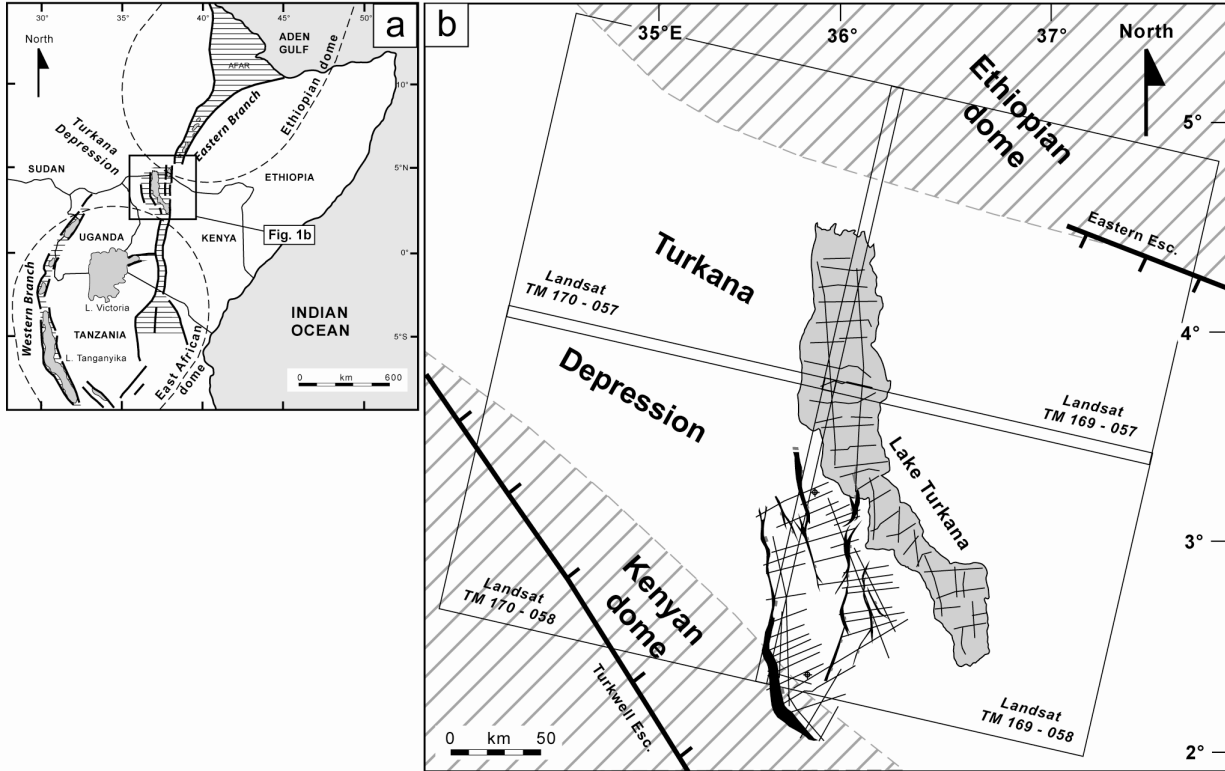 30°
35°
40°
45°
50°
a
North
ADEN
GULF
AFAR
10°
Ethiopian dome
Eastern Branch
Turkana
Depression
SUDAN
5°N
ETHIOPIA
UGANDA
KENYA
Fig. 1b
0°
L. Victoria
Western Branch
TANZANIA
INDIAN
OCEAN
5°S
L. Tanganyika
East African
dome
0 km 600
b
35°E
36°
37°
North
Ethiopian
dome
5°
Eastern Esc.
Turkana
Depression
Landsat
TM 170 - 057
4°
Landsat
TM 169 - 057
Lake Turkana
3°
Kenyan
dome
Landsat
TM 170 - 058
Turkwell Esc.
Landsat
TM 169 - 058
0 km 50
2°